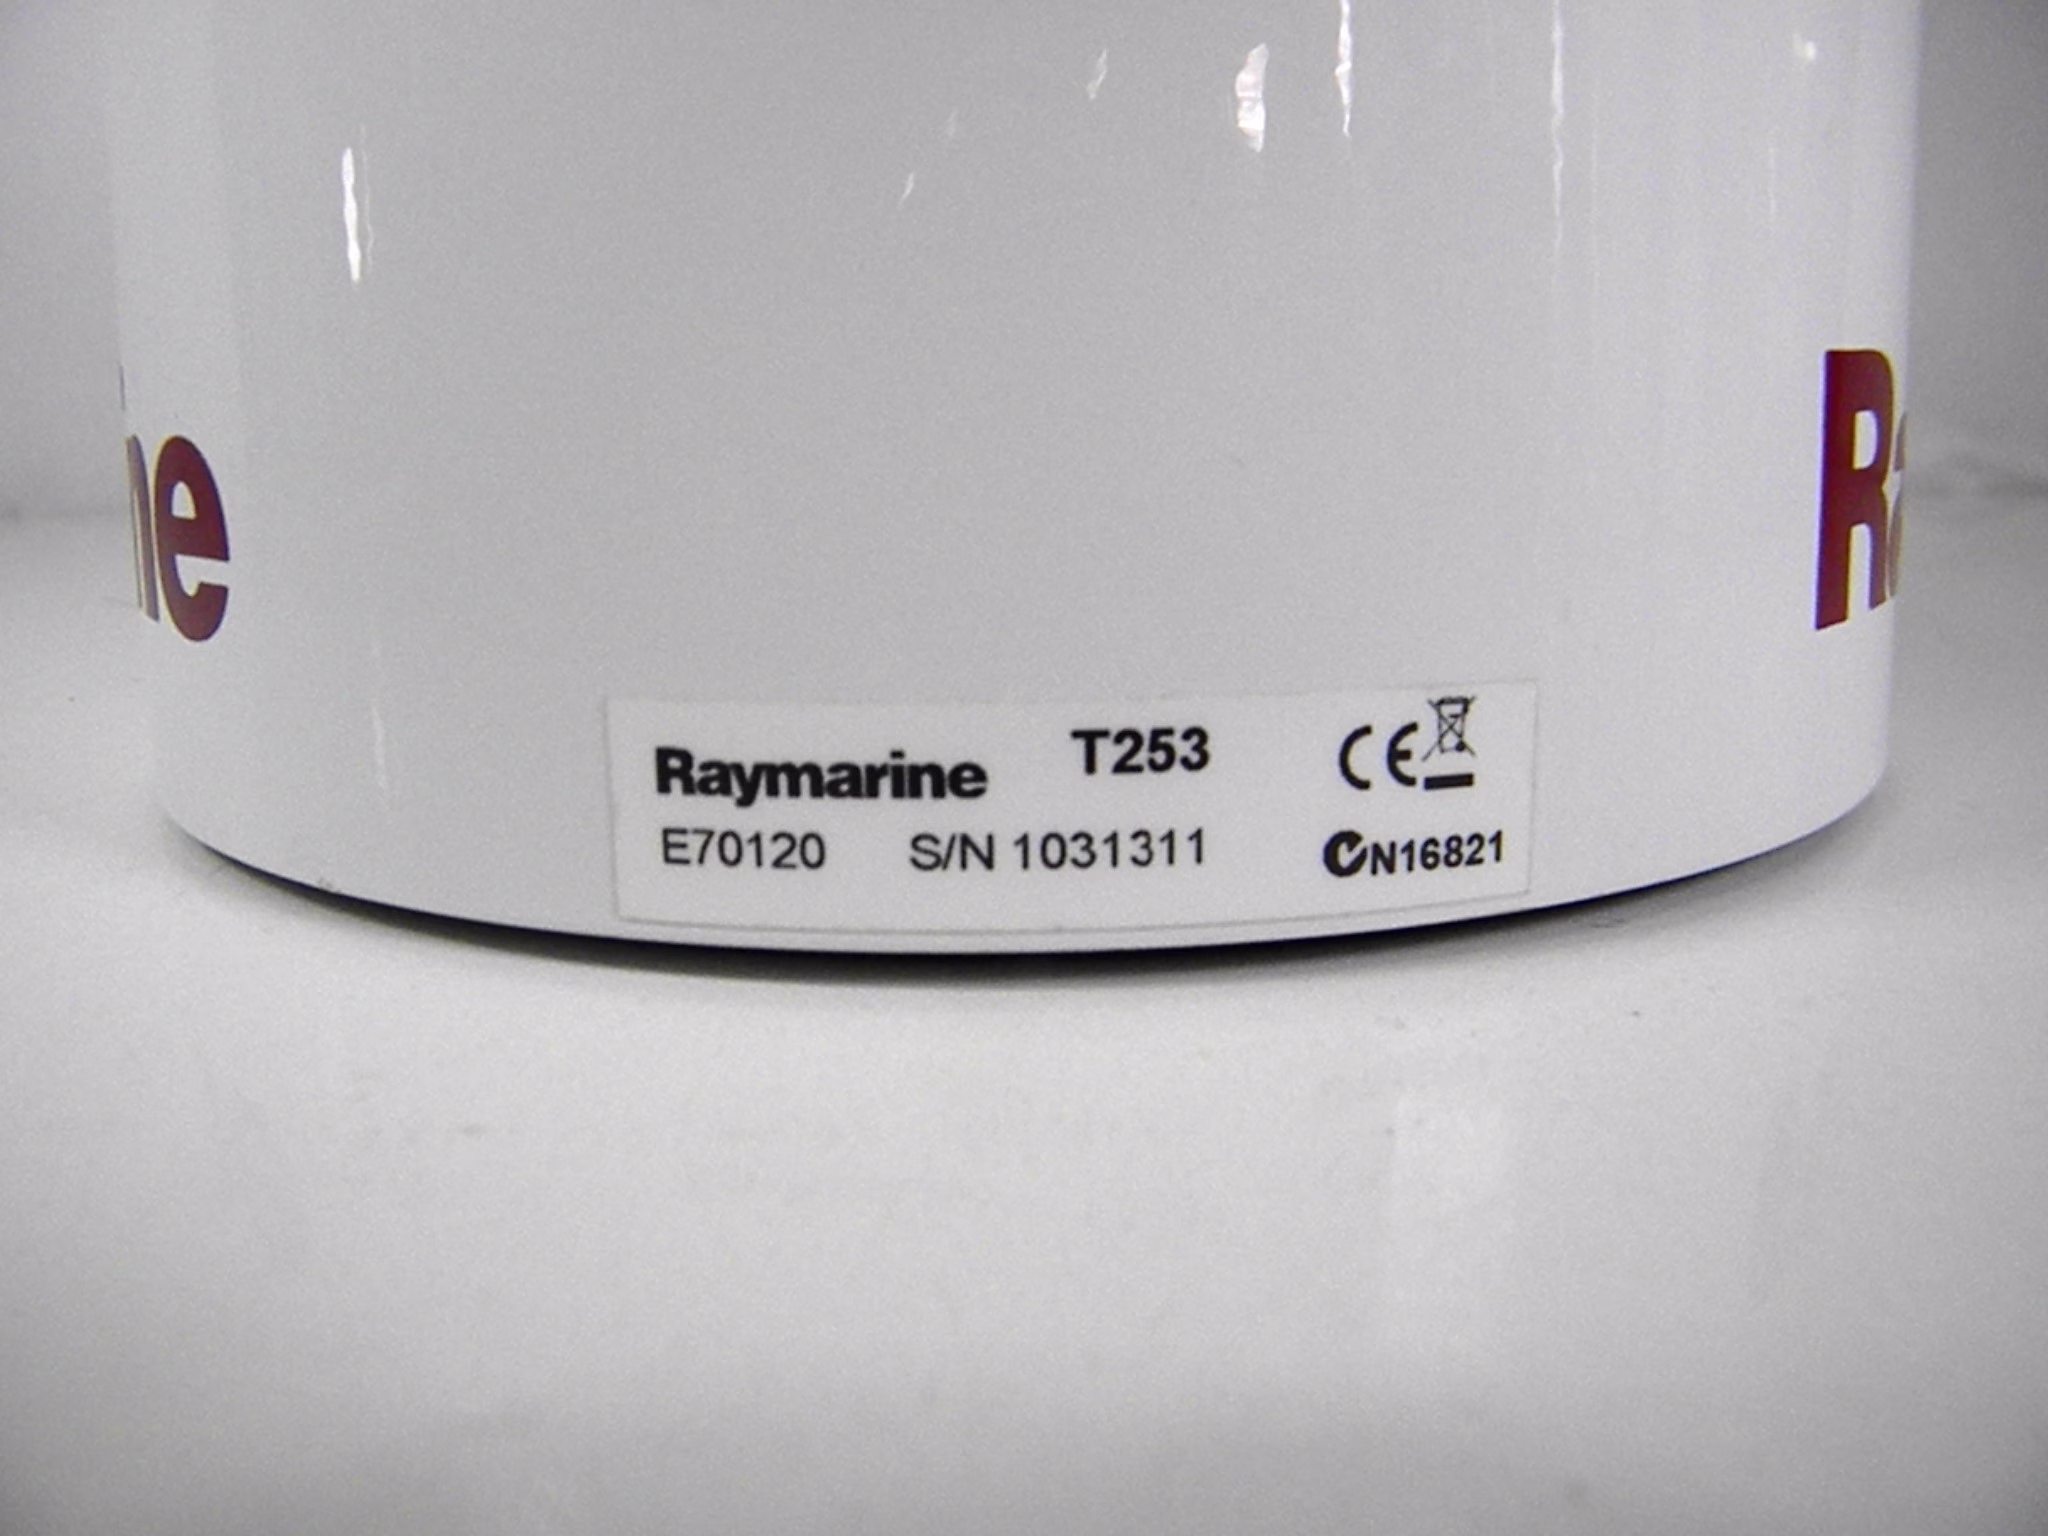 ne
Ra
Raymarine T253 CE
E70120 S/N 1031311 N16821